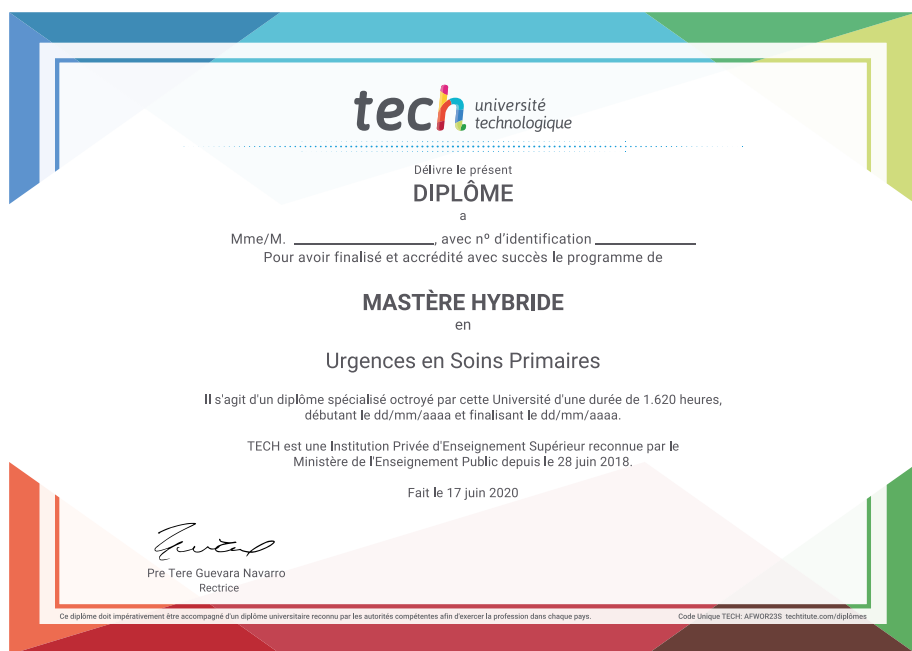 tech université
technologique
Délivre le présent
DIPLÔME
a
Mme/M. ____________________, avec nº d'identification ______________
Pour avoir finalisé et accrédité avec succès le programme de
MASTÈRE HYBRIDE
en
Urgences en Soins Primaires
Il s'agit d'un diplôme spécialisé octroyé par cette Université d'une durée de 1.620 heures,
débutant le dd/mm/aaaa et finalisant le dd/mm/aaaa.
TECH est une Institution Privée d'Enseignement Supérieur reconnue par le
Ministère de l'Enseignement Public depuis le 28 juin 2018.
Fait le 17 juin 2020
Pre Tere Guevara Navarro
Rectrice
Ce diplôme doit impérativement être accompagné d'un diplôme universitaire reconnu par les autorités compétentes afin d'exercer la profession dans chaque pays.
Code Unique TECH: AFWOR23S techtitute.com/diplômes